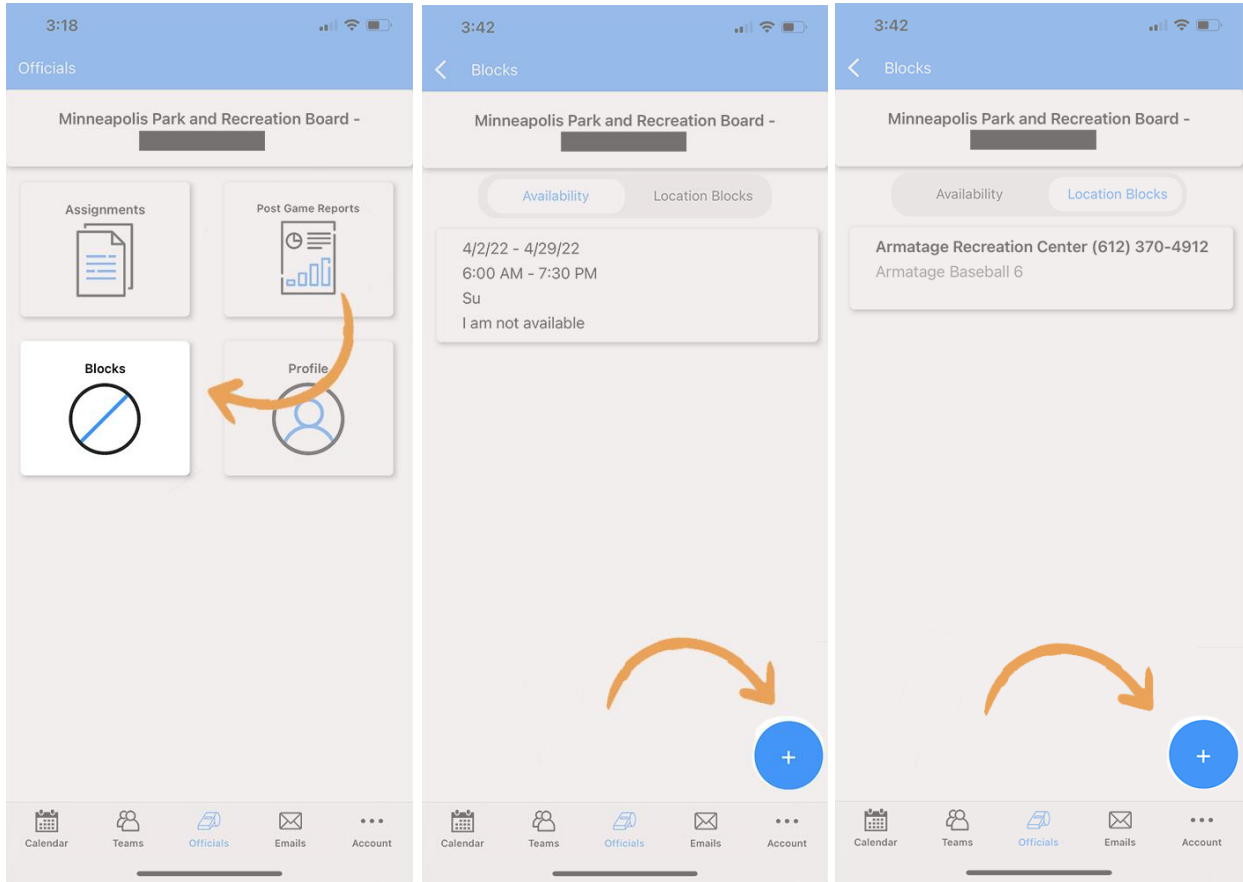 3:18
Officials
Minneapolis Park and Recreation Board -
Assignments
Post Game Reports
Blocks
Profile
Calendar
Teams
Officials
Emails
Account
3:42
Blocks
Minneapolis Park and Recreation Board -
Availability
Location Blocks
4/2/22 - 4/29/22
6:00 AM - 7:30 PM
Su
I am not available
+
Calendar
Teams
Officials
Emails
Account
3:42
Blocks
Minneapolis Park and Recreation Board -
Availability
Location Blocks
Armatage Recreation Center (612) 370-4912
Armatage Baseball 6
+
Calendar
Teams
Officials
Emails
Account